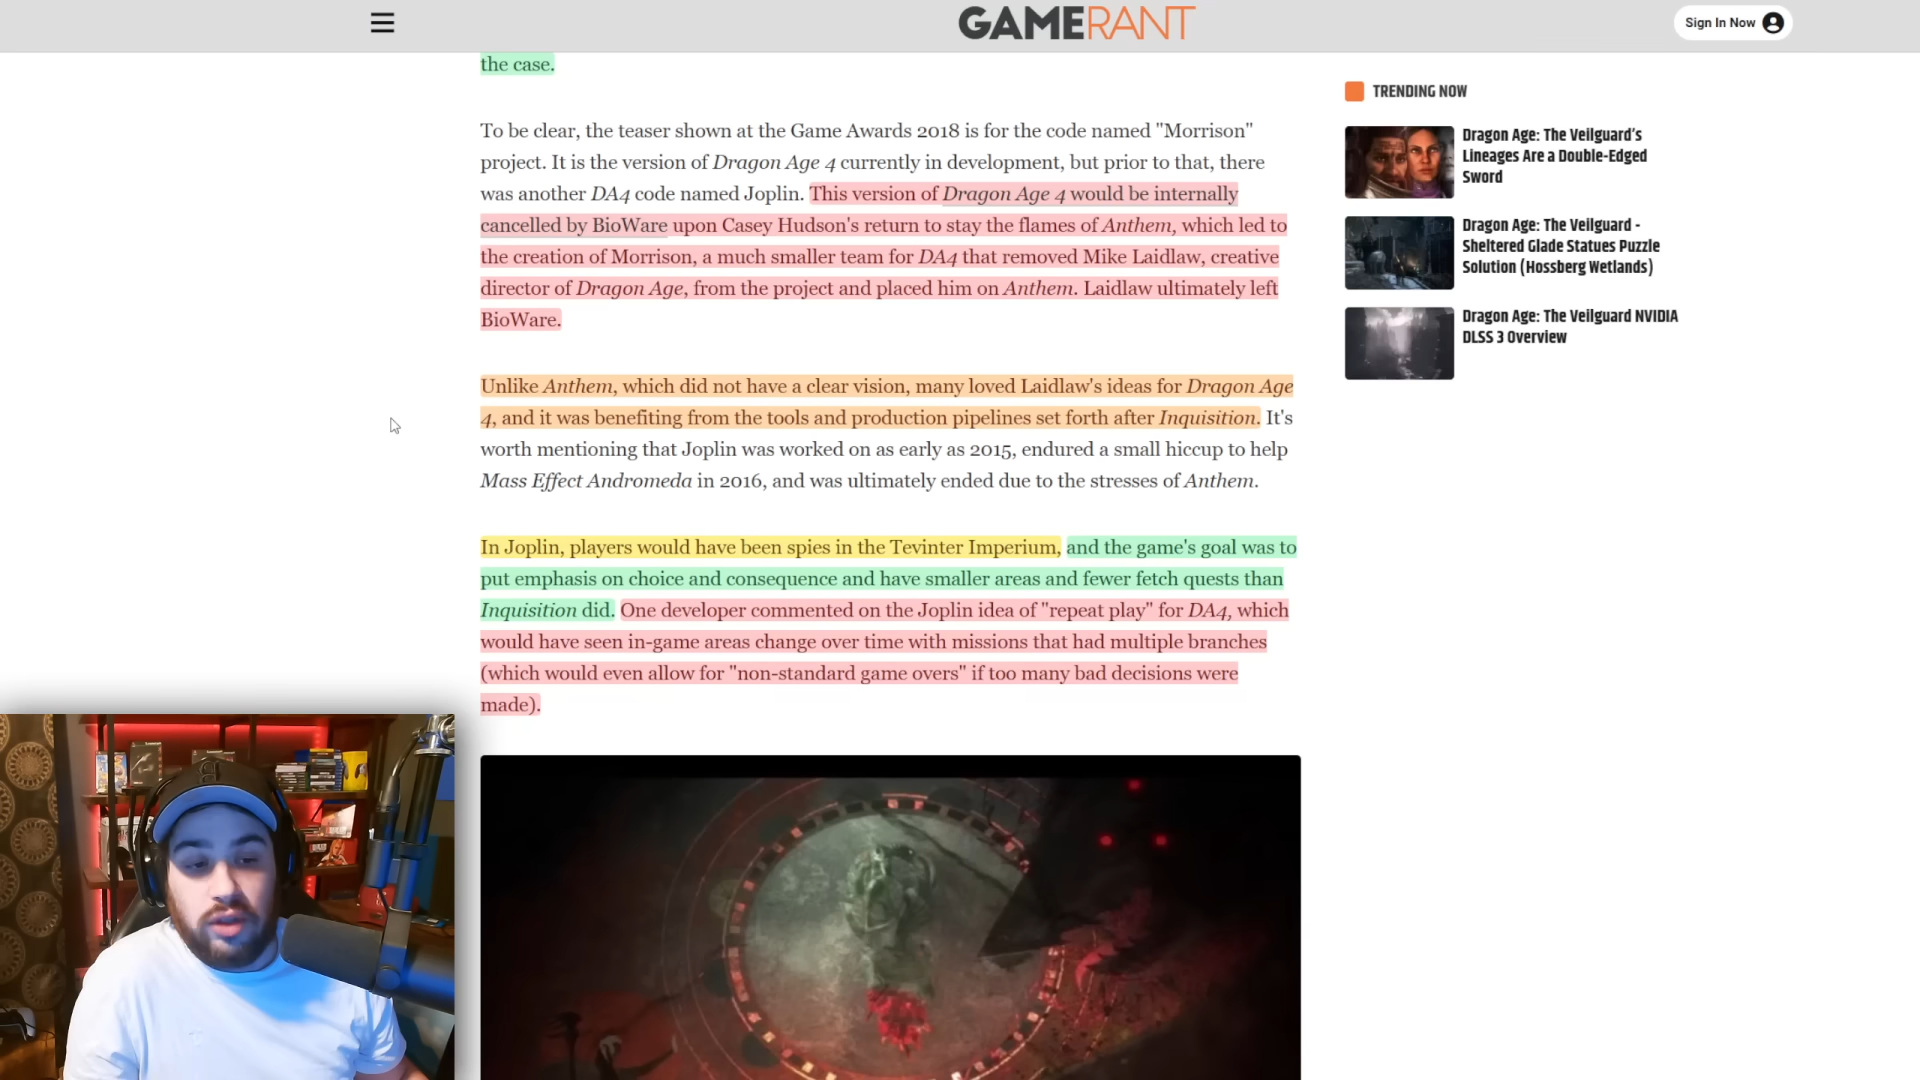 GAMERANT
Sign In Now
the case.
To be clear, the teaser shown at the Game Awards 2018 is for the code named "Morrison"
project. It is the version of Dragon Age 4 currently in development, but prior to that, there
was another DA4 code named Joplin. This version of Dragon Age 4 would be internally
cancelled by BioWare upon Casey Hudson's return to stay the flames of Anthem, which led to
the creation of Morrison, a much smaller team for DA4 that removed Mike Laidlaw, creative
director of Dragon Age, from the project and placed him on Anthem. Laidlaw ultimately left
BioWare.
Unlike Anthem, which did not have a clear vision, many loved Laidlaw's ideas for Dragon Age
4, and it was benefiting from the tools and production pipelines set forth after Inquisition. It's
worth mentioning that Joplin was worked on as early as 2015, endured a small hiccup to help
Mass Effect Andromeda in 2016, and was ultimately ended due to the stresses of Anthem.
In Joplin, players would have been spies in the Tevinter Imperium, and the game's goal was to
put emphasis on choice and consequence and have smaller areas and fewer fetch quests than
Inquisition did. One developer commented on the Joplin idea of "repeat play" for DA4, which
would have seen in-game areas change over time with missions that had multiple branches
(which would even allow for "non-standard game overs" if too many bad decisions were
made).
TRENDING NOW
Dragon Age: The Veilguard's
Lineages Are a Double-Edged
Sword
Dragon Age: The Veilguard -
Sheltered Glade Statues Puzzle
Solution (Hossberg Wetlands)
Dragon Age: The Veilguard NVIDIA
DLSS 3 Overview